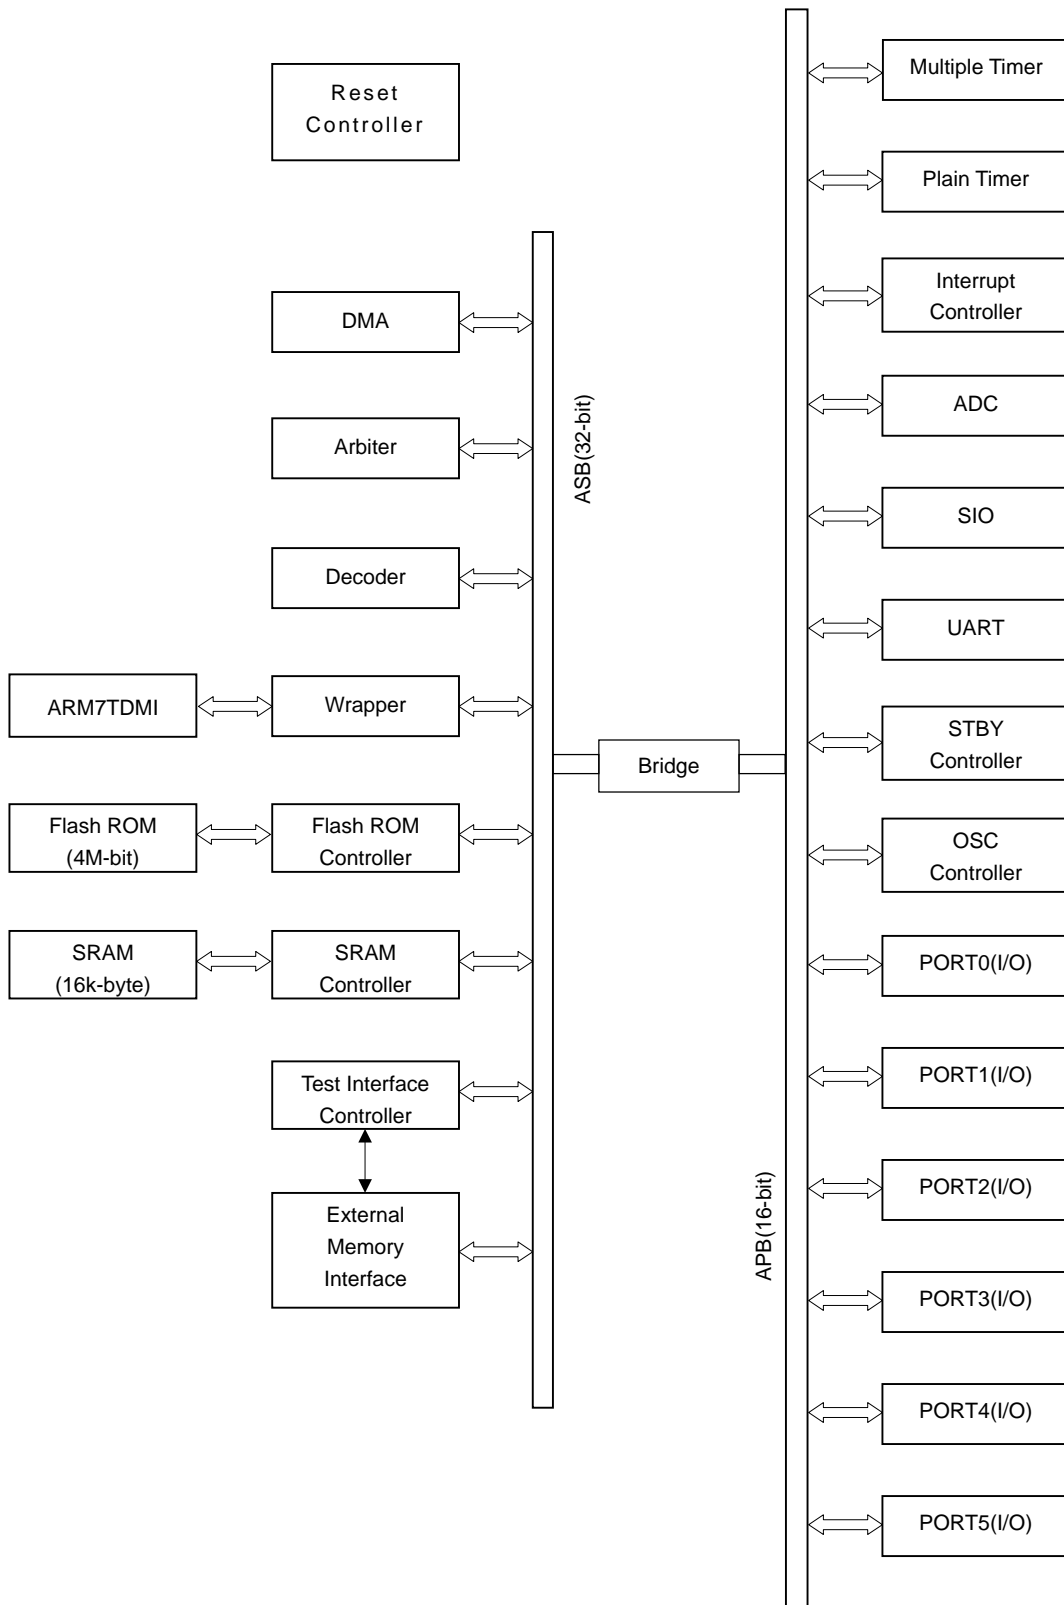 Reset
Controller
DMA
Arbiter
Decoder
ARM7TDMI
Wrapper
Flash ROM
(4M-bit)
Flash ROM
Controller
SRAM
(16k-byte)
SRAM
Controller
Test Interface
Controller
External
Memory
Interface
ASB(32-bit)
Bridge
APB(16-bit)
Multiple Timer
Plain Timer
Interrupt
Controller
ADC
SIO
UART
STBY
Controller
OSC
Controller
PORT0(I/O)
PORT1(I/O)
PORT2(I/O)
PORT3(I/O)
PORT4(I/O)
PORT5(I/O)